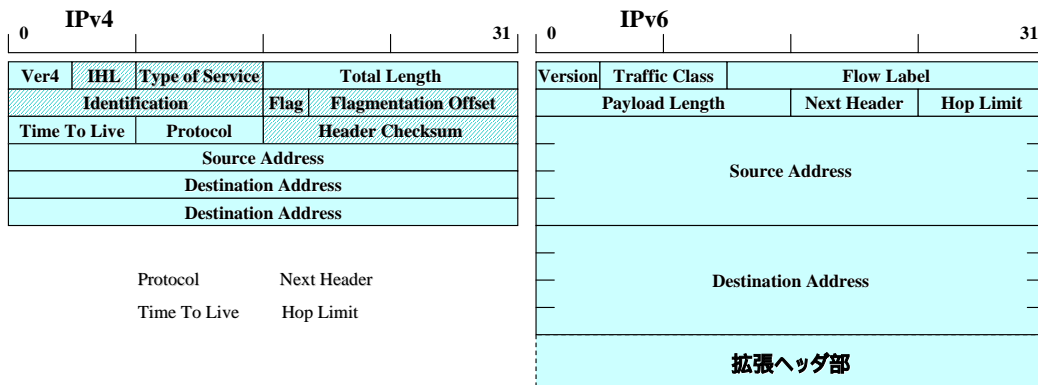 IPv4
0 31
Ver4 IHL Type of Service Total Length
Identification Flag Flagmentation Offset
Time To Live Protocol Header Checksum
Source Address
Destination Address
Destination Address
Protocol Next Header
Time To Live Hop Limit
IPv6
0 31
Version Traffic Class Flow Label
Payload Length Next Header Hop Limit
Source Address
Destination Address
拡張ヘッダ部